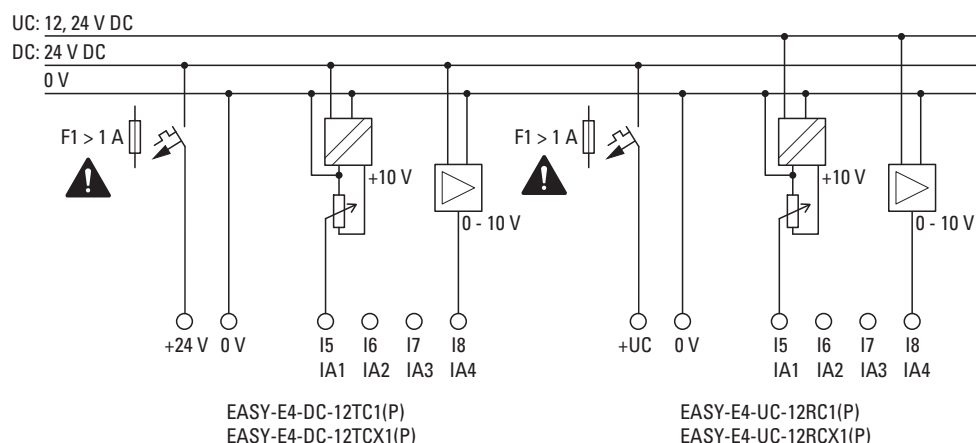 UC: 12, 24 V DC
DC: 24 V DC
0 V
F1 > 1 A
+10 V
0 - 10 V
F1 > 1 A
+10 V
0 - 10 V
+24 V 0 V I5 I6 I7 I8
IA1 IA2 IA3 IA4
+UC 0 V I5 I6 I7 I8
IA1 IA2 IA3 IA4
EASY-E4-DC-12TC1(P)
EASY-E4-DC-12TCX1(P)
EASY-E4-UC-12RC1(P)
EASY-E4-UC-12RCX1(P)